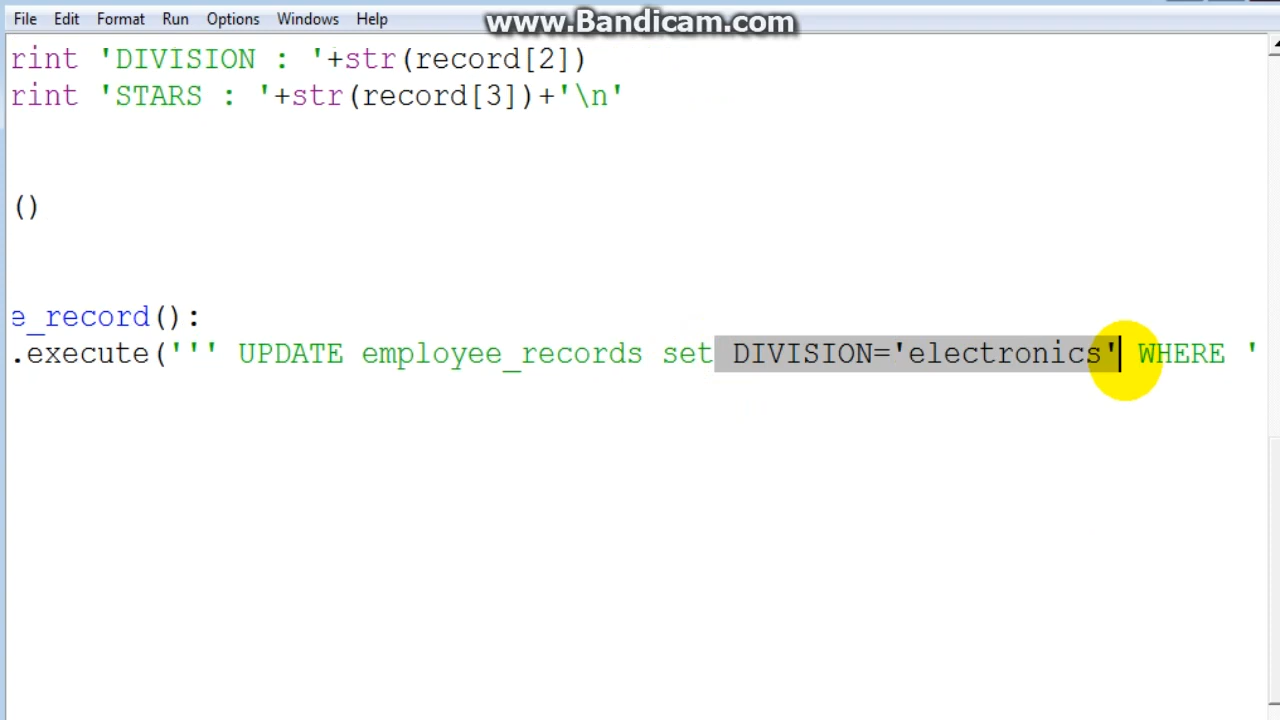 File Edit Format Run Options Windows Help
www.Bandicam.com
rint 'DIVISION : '+str(record[2])
rint 'STARS : '+str(record[3])+'\n'
()
e_record():
.execute(''' UPDATE employee_records set DIVISION='electronics' WHERE '